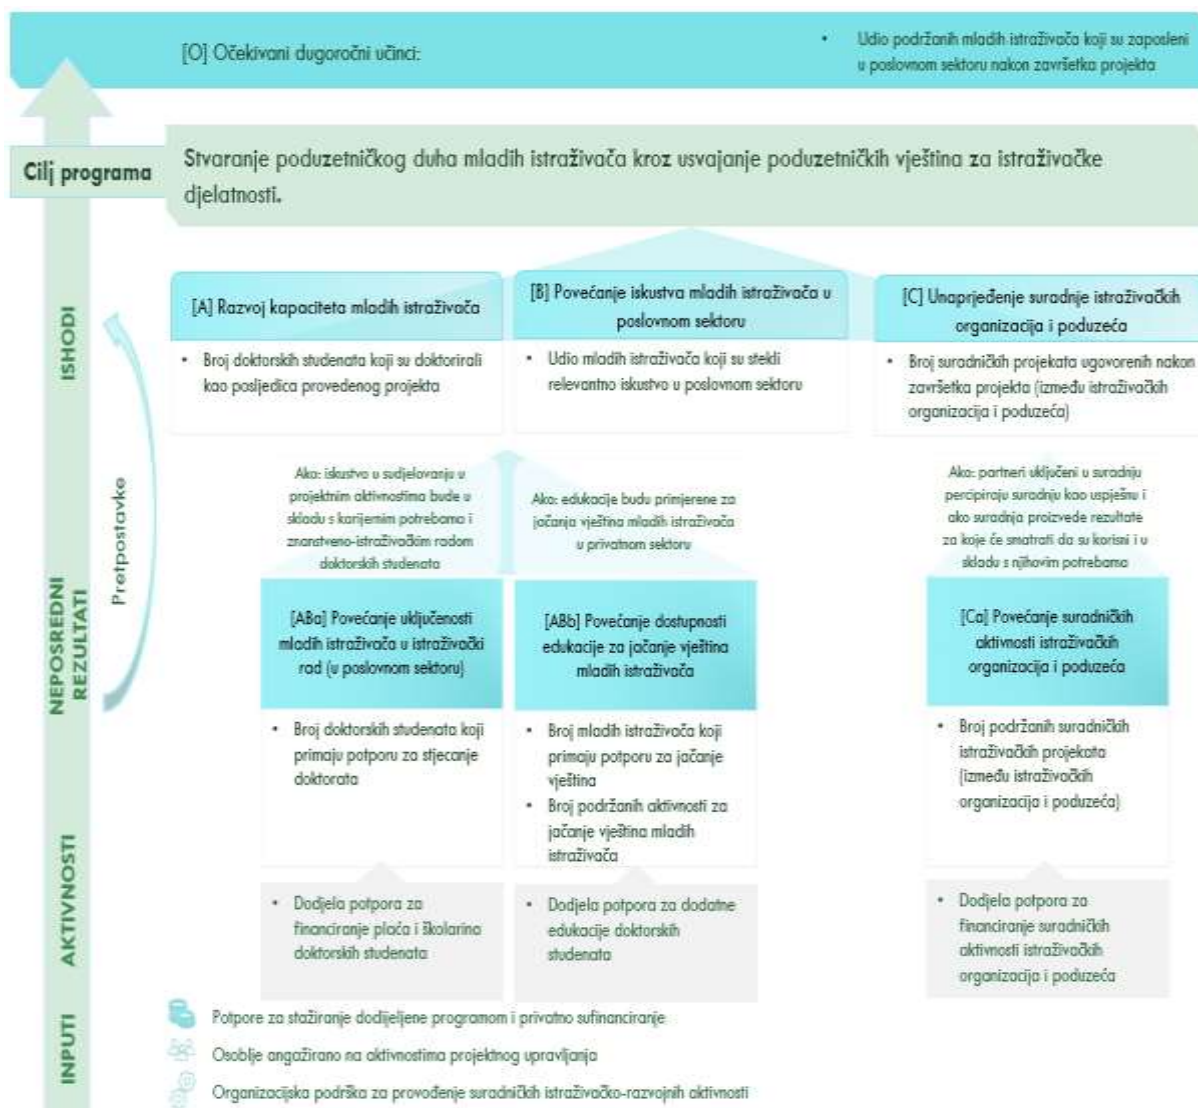 [O] Očekivani dugoročni učinci:
• Udio podržanih mladih istraživača koji su zaposleni
u poslovnom sektoru nakon završetka projekta
Cilj programa
Stvaranje poduzetničkog duha mladih istraživača kroz usvajanje poduzetničkih vještina za istraživačke
djelatnosti.
ISHODI
[A] Razvoj kapaciteta mladih istraživača
• Broj doktorskih studenata koji su doktorirali
kao posljedica provedenog projekta
[B] Povećanje iskustva mladih istraživača u
poslovnom sektoru
• Udio mladih istraživača koji su stekli
relevantno iskustvo u poslovnom sektoru
[C] Unaprjeđenje suradnje istraživačkih
organizacija i poduzeća
• Broj suradničkih projekata ugovorenih nakon
završetka projekta (između istraživačkih
organizacija i poduzeća)
Pretpostavke
Ako: iskustvo u sudjelovanju u
projektnim aktivnostima bude u
skladu s karijernim potrebama i
znanstveno-istraživačkim radom
doktorskih studenata
Ako: edukacije budu primjerene za
jačanja vještina mladih istraživača
u privatnom sektoru
Ako: partneri uključeni u suradnju
percipiraju suradnju kao uspješnu i
ako suradnja proizvede rezultate
za koje će smatrati da su korisni i u
skladu s njihovim potrebama
NEPOSREDNI
REZULTATI
[ABa] Povećanje uključenosti
mladih istraživača u istraživački
rad (u poslovnom sektoru)
• Broj doktorskih studenata koji
primaju potporu za stjecanje
doktorata
[ABb] Povećanje dostupnosti
edukacije za jačanje vještina
mladih istraživača
• Broj mladih istraživača koji
primaju potporu za jačanje
vještina
• Broj podržanih aktivnosti za
jačanje vještina mladih
istraživača
[Ca] Povećanje suradničkih
aktivnosti istraživačkih
organizacija i poduzeća
• Broj podržanih suradničkih
istraživačkih projekata
(između istraživačkih
organizacija i poduzeća)
AKTIVNOSTI
• Dodjela potpora za
financiranje plaća i školarina
doktorskih studenata
• Dodjela potpora za dodatne
edukacije doktorskih
studenata
• Dodjela potpora za
financiranje suradničkih
aktivnosti istraživačkih
organizacija i poduzeća
INPUTI
Potpore za stažiranje dodijeljene programom i privatno sufinanciranje
Osoblje angažirano na aktivnostima projektnog upravljanja
Organizacijska podrška za provođenje suradničkih istraživačko-razvojnih aktivnosti